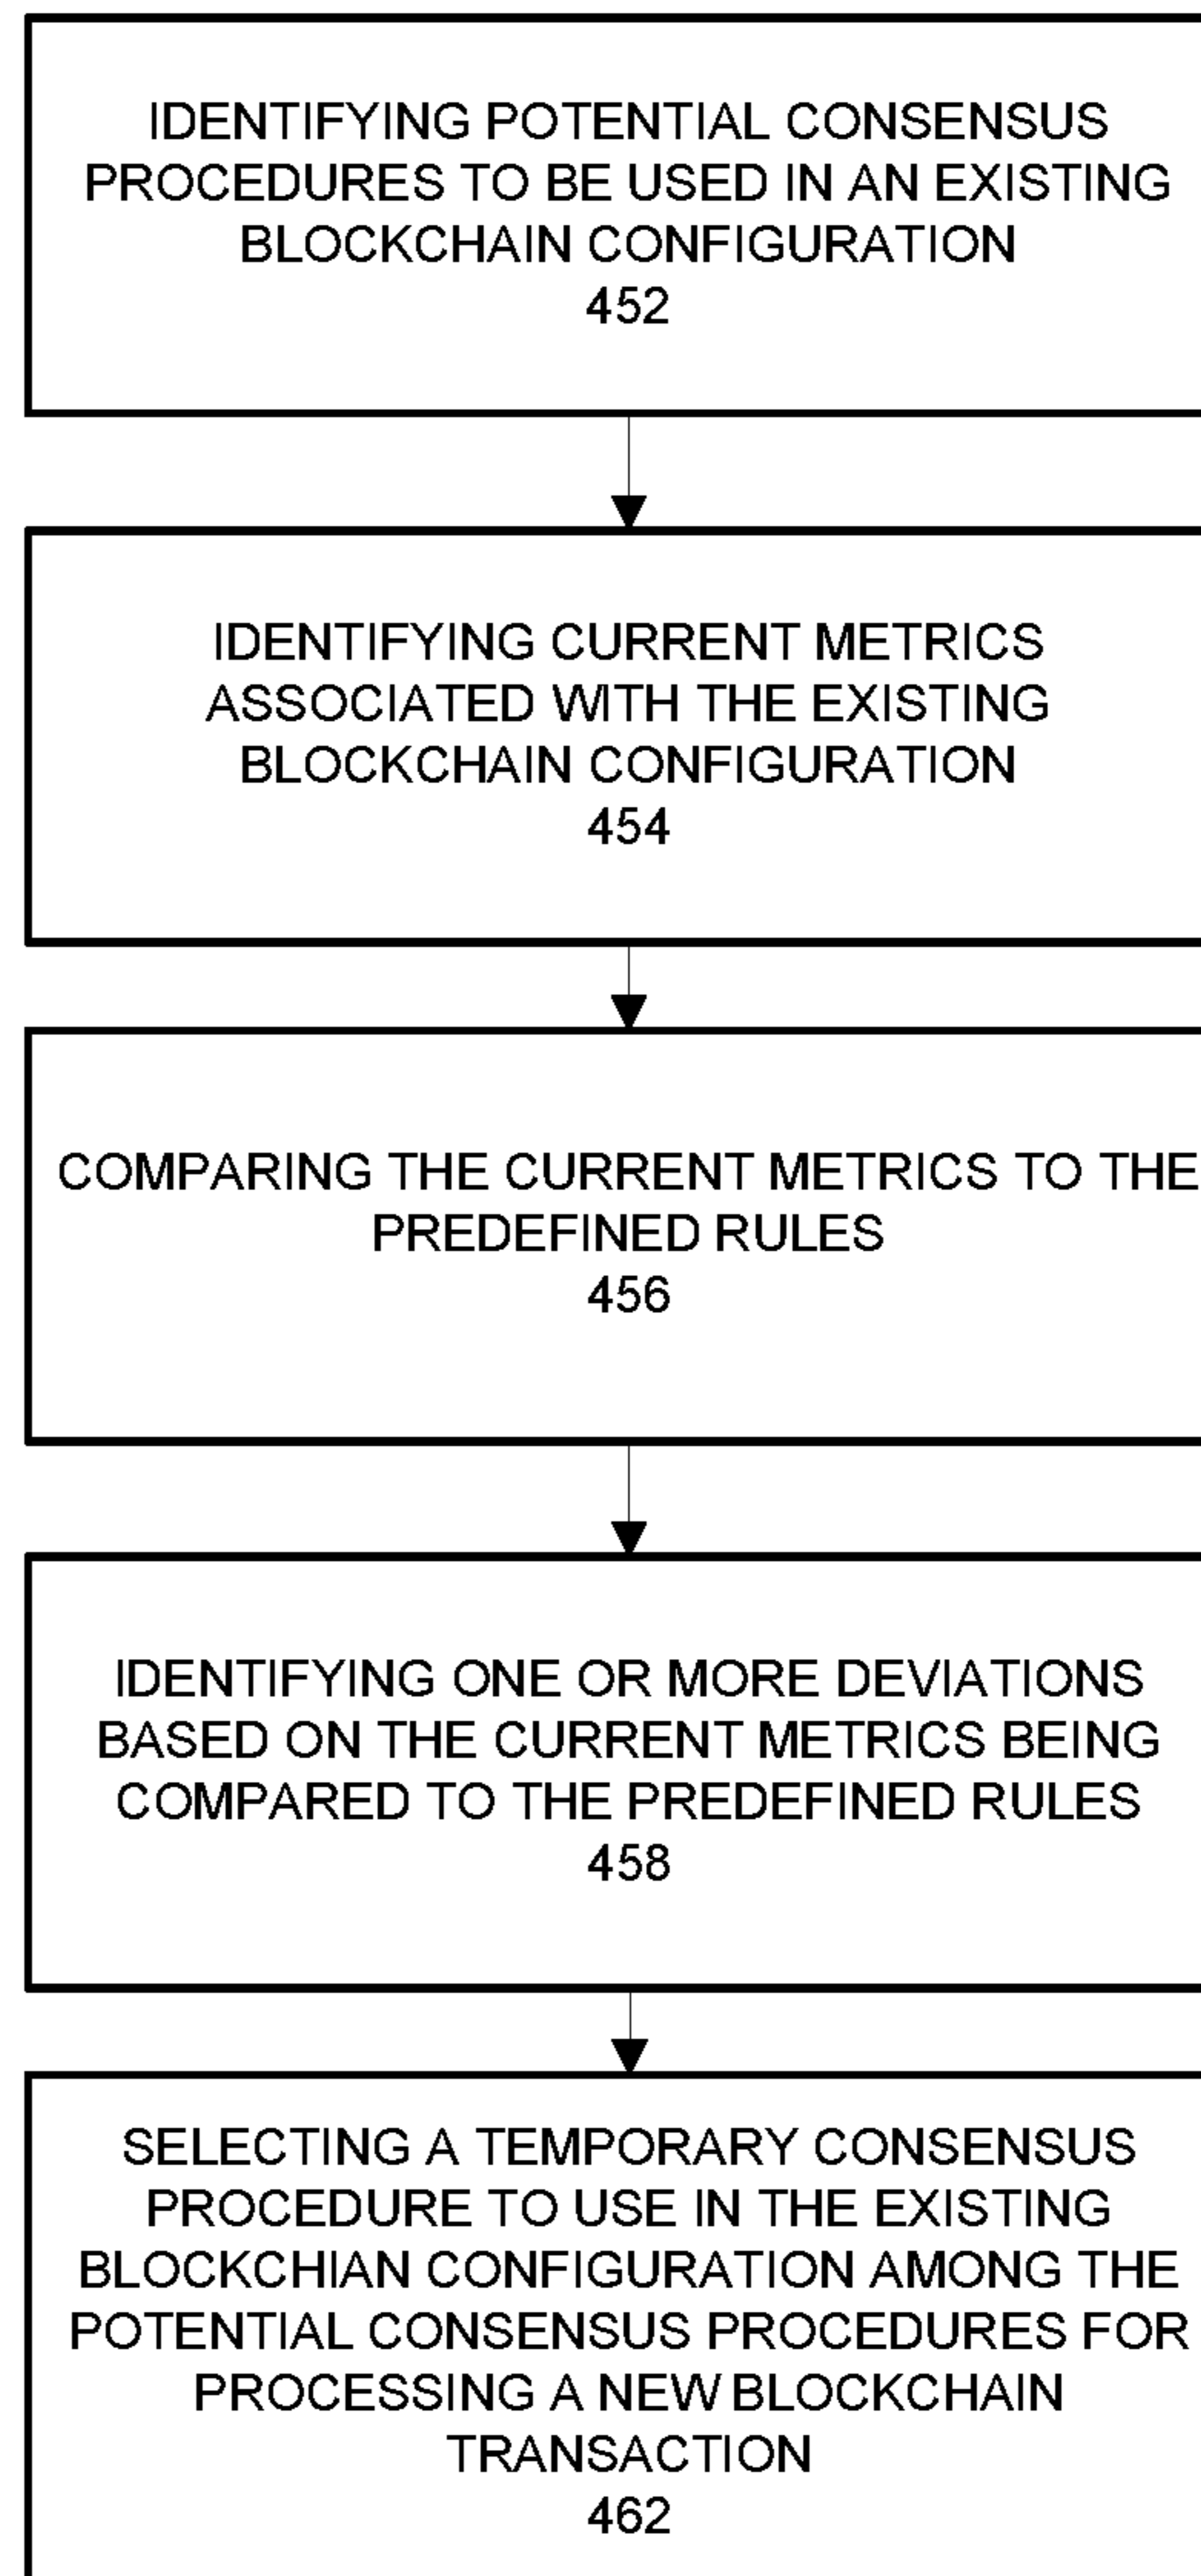 IDENTIFYING POTENTIAL CONSENSUS
PROCEDURES TO BE USED IN AN EXISTING
BLOCKCHAIN CONFIGURATION
452
IDENTIFYING CURRENT METRICS
ASSOCIATED WITH THE EXISTING
BLOCKCHAIN CONFIGURATION
454
COMPARING THE CURRENT METRICS TO THE
PREDEFINED RULES
456
IDENTIFYING ONE OR MORE DEVIATIONS
BASED ON THE CURRENT METRICS BEING
COMPARED TO THE PREDEFINED RULES
458
SELECTING A TEMPORARY CONSENSUS
PROCEDURE TO USE IN THE EXISTING
BLOCKCHIAN CONFIGURATION AMONG THE
POTENTIAL CONSENSUS PROCEDURES FOR
PROCESSING A NEW BLOCKCHAIN
TRANSACTION
462